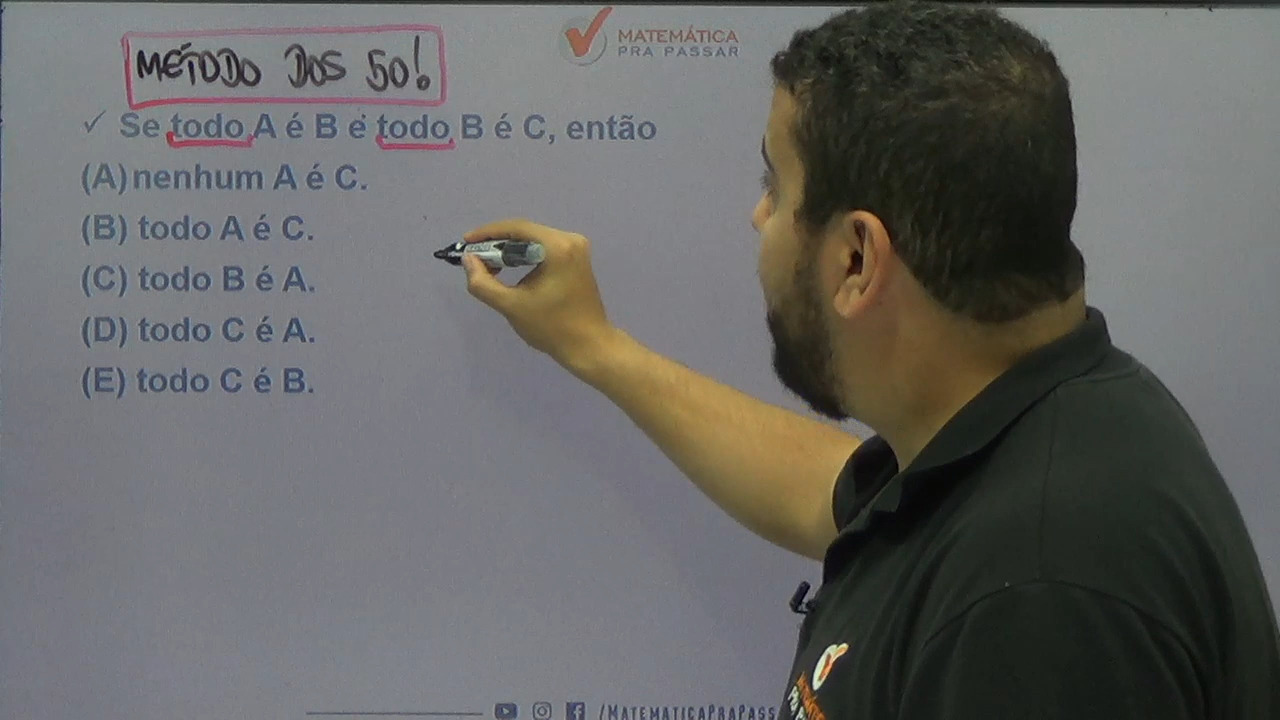 MÉTODO DOS 50!
MATEMÁTICA
PRA PASSAR
✓ Se todo A é B e todo B é C, então
(A) nenhum A é C.
(B) todo A é C.
(C) todo B é A.
(D) todo C é A.
(E) todo C é B.
/MATEMATICAPRAPASS